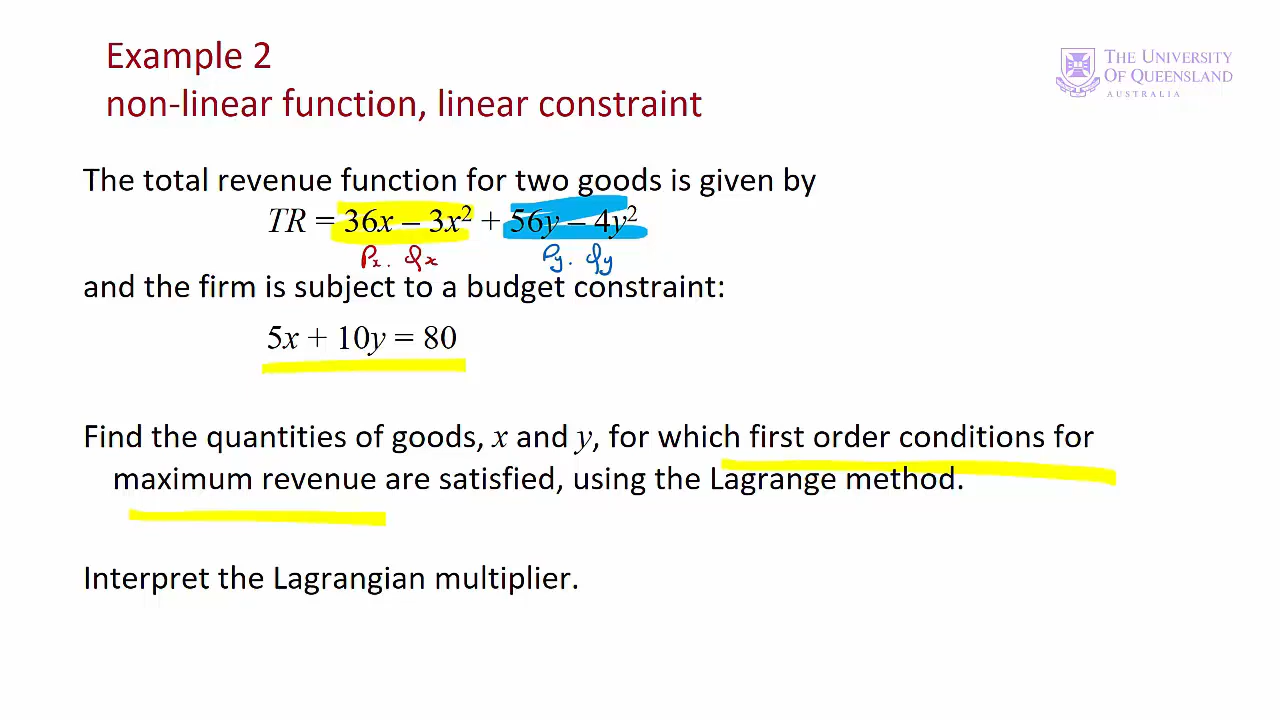 Example 2
THE UNIVERSITY
OF QUEENSLAND
AUSTRALIA
non-linear function, linear constraint
The total revenue function for two goods is given by
TR = 36x – 3x² + 56y – 4y²
Px . Qx Py . Qy
and the firm is subject to a budget constraint:
5x + 10y = 80
Find the quantities of goods, x and y, for which first order conditions for
maximum revenue are satisfied, using the Lagrange method.
Interpret the Lagrangian multiplier.